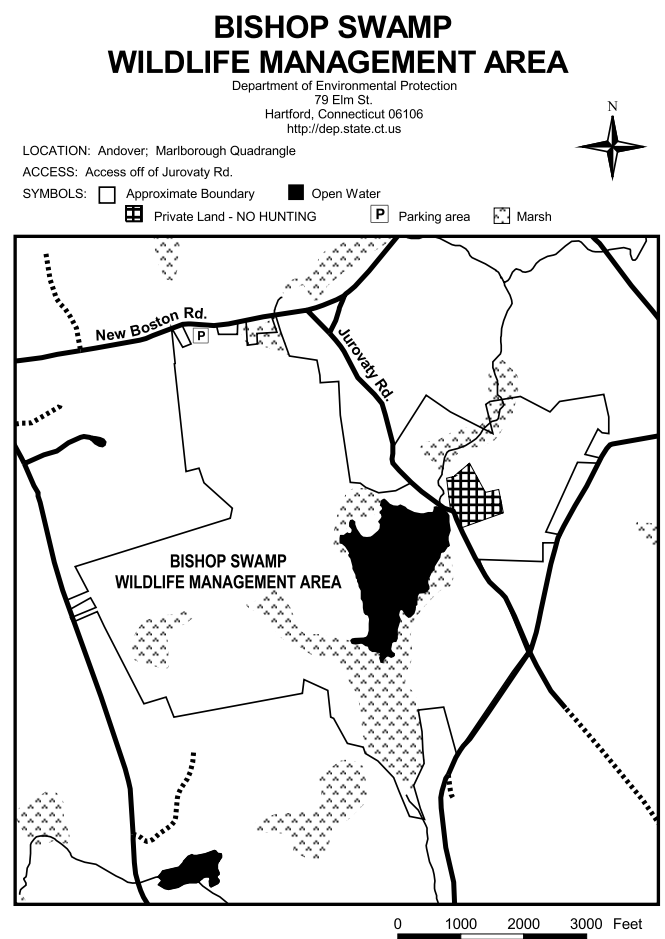 BISHOP SWAMP
WILDLIFE MANAGEMENT AREA
Department of Environmental Protection
79 Elm St.
Hartford, Connecticut 06106
http://dep.state.ct.us
N
LOCATION: Andover; Marlborough Quadrangle
ACCESS: Access off of Jurovaty Rd.
SYMBOLS: Approximate Boundary Open Water
Private Land - NO HUNTING P Parking area Marsh
New Boston Rd.
P
Jurovaty Rd.
BISHOP SWAMP
WILDLIFE MANAGEMENT AREA
0 1000 2000 3000 Feet